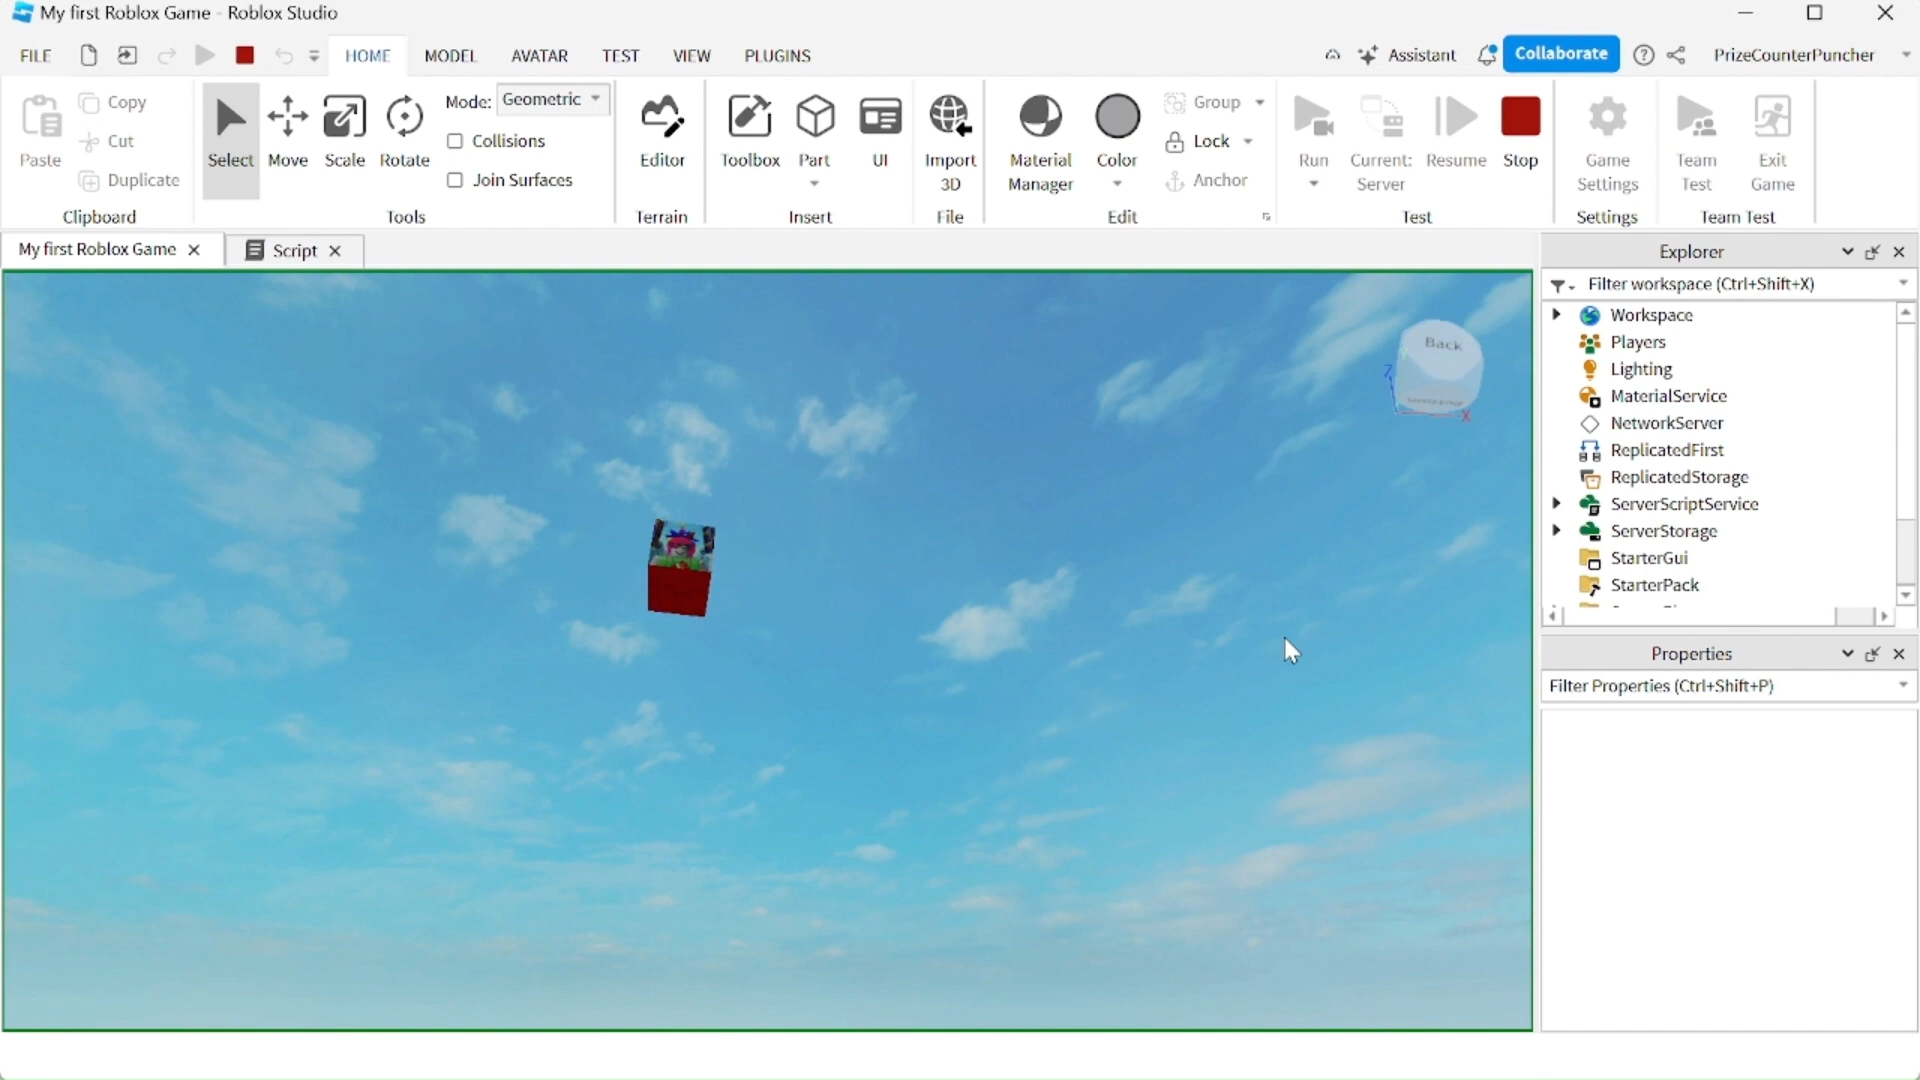 My first Roblox Game - Roblox Studio
FILE HOME MODEL AVATAR TEST VIEW PLUGINS Assistant Collaborate PrizeCounterPuncher
Paste
Copy
Cut
Duplicate
Clipboard
Select
Move
Scale
Rotate
Mode: Geometric
Collisions
Join Surfaces
Tools
Editor
Terrain
Toolbox
Part
UI
Insert
Import
3D
File
Material
Manager
Color
Group
Lock
Anchor
Edit
Run
Current:
Server
Resume
Stop
Test
Game
Settings
Settings
Team
Test
Exit
Game
Team Test
My first Roblox Game
Script
Back
Z
X
Explorer
Filter workspace (Ctrl+Shift+X)
Workspace
Players
Lighting
MaterialService
NetworkServer
ReplicatedFirst
ReplicatedStorage
ServerScriptService
ServerStorage
StarterGui
StarterPack
Properties
Filter Properties (Ctrl+Shift+P)